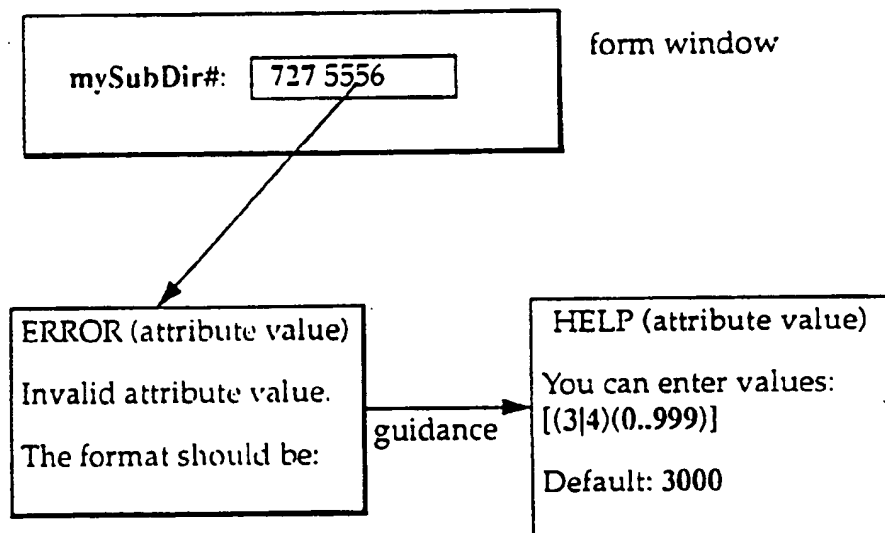 form window
mySubDir#: 727 5556
ERROR (attribute value)
Invalid attribute value.
The format should be:
guidance
HELP (attribute value)
You can enter values:
[(3|4)(0..999)]
Default: 3000